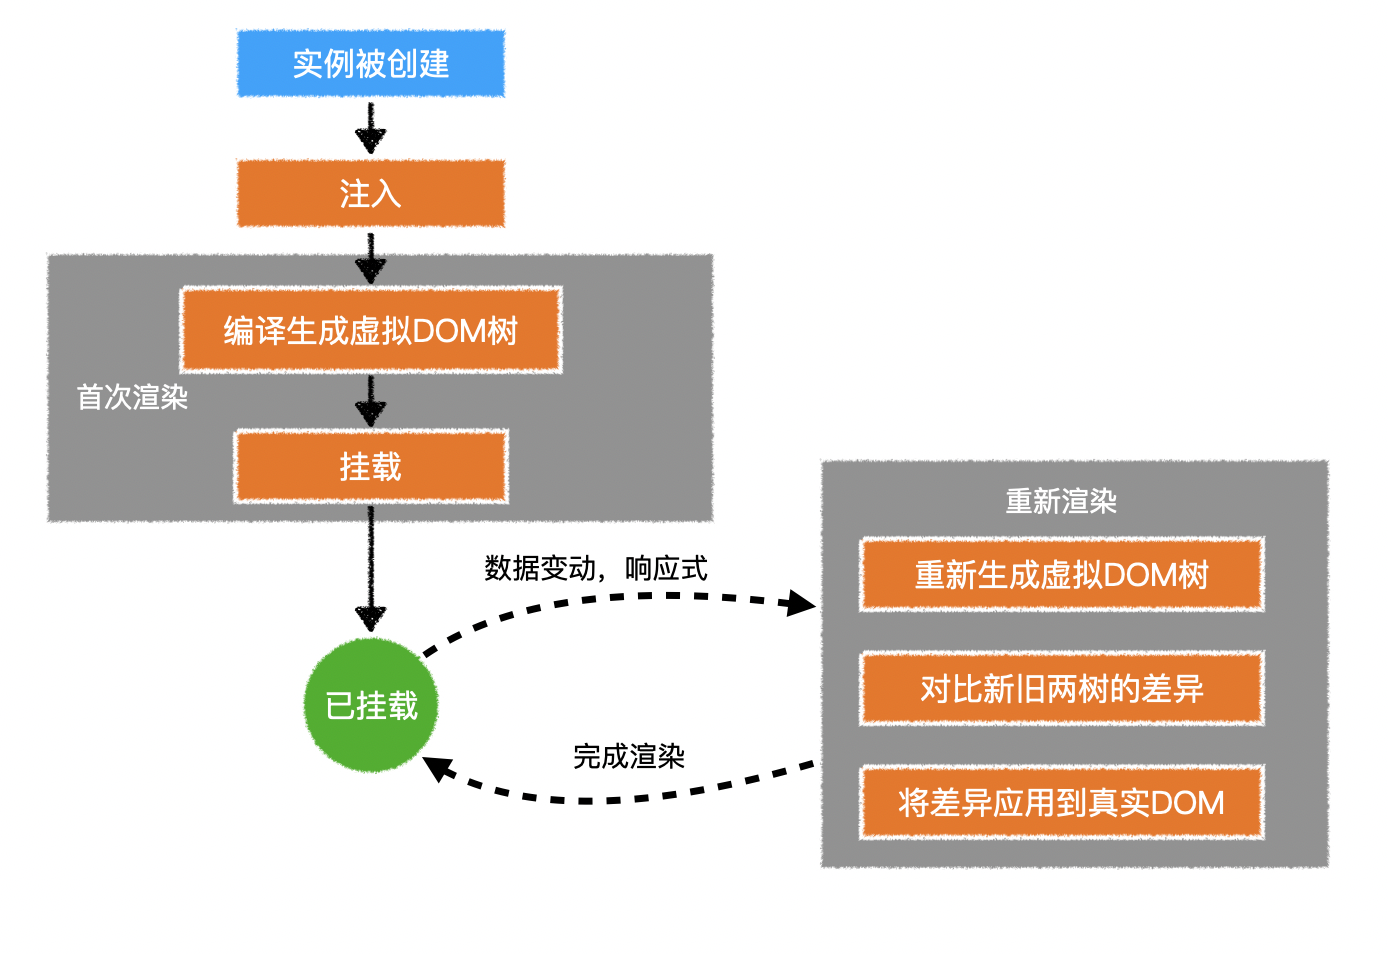 实例被创建
注入
编译生成虚拟DOM树
首次渲染
挂载
重新渲染
重新生成虚拟DOM树
数据变动，响应式
对比新旧两树的差异
已挂载
完成渲染
将差异应用到真实DOM